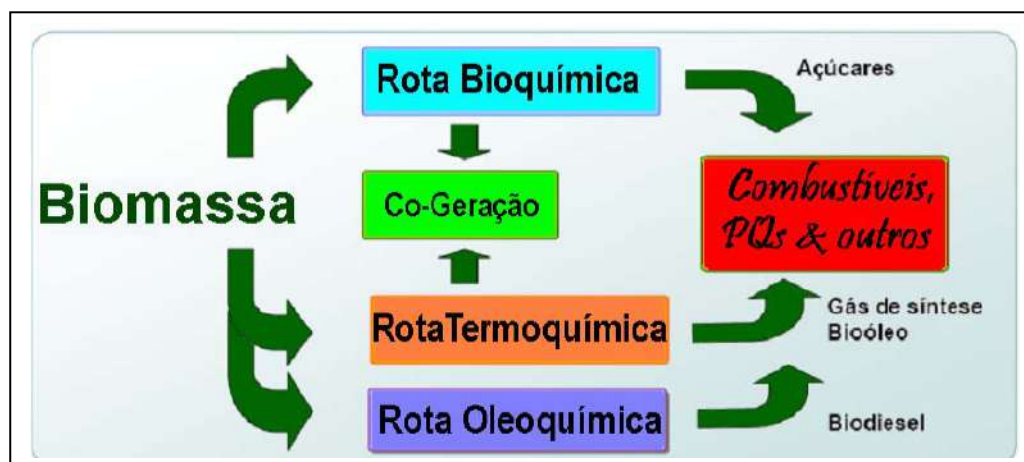 Rota Bioquímica
Açúcares
Biomassa
Co-Geração
Combustíveis,
PQs & outros
RotaTermoquímica
Gás de síntese
Bioóleo
Rota Oleoquímica
Biodiesel